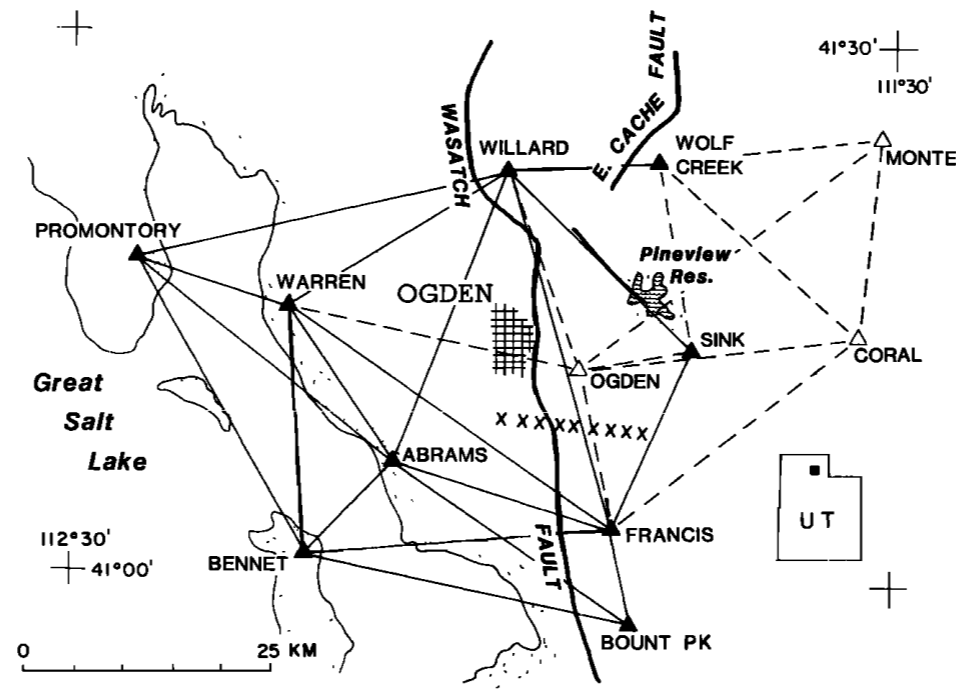 41°30'
111°30'
WASATCH
E. CACHE FAULT
WILLARD
WOLF
CREEK
MONTE
PROMONTORY
Pineview
Res.
WARREN
OGDEN
SINK
CORAL
OGDEN
Great
Salt
Lake
x x x x x x x x x
ABRAMS
UT
FRANCIS
FAULT
112°30'
41°00'
BENNET
BOUNT PK
0 25 KM